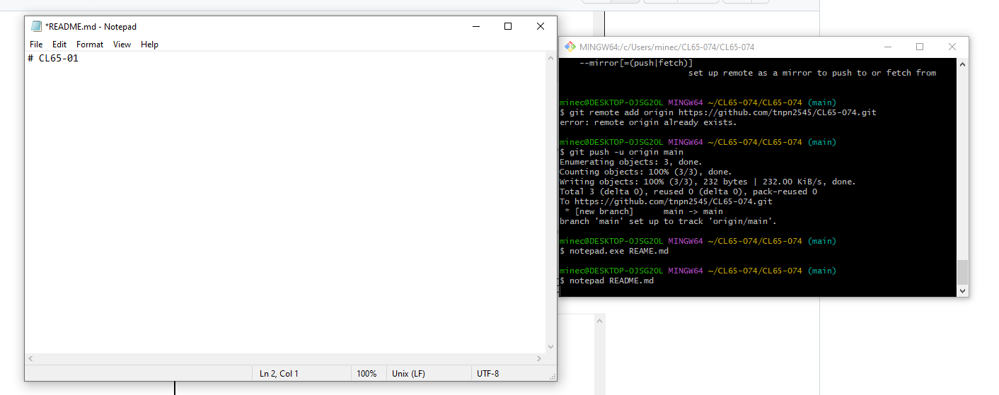 *README.md - Notepad
File Edit Format View Help
# CL65-01
Ln 2, Col 1 100% Unix (LF) UTF-8
MINGW64:/c/Users/minec/CL65-074/CL65-074
--mirror[=(push|fetch)]
set up remote as a mirror to push to or fetch from
minec@DESKTOP-OJSG2OL MINGW64 ~/CL65-074/CL65-074 (main)
$ git remote add origin https://github.com/tnpn2545/CL65-074.git
error: remote origin already exists.
minec@DESKTOP-OJSG2OL MINGW64 ~/CL65-074/CL65-074 (main)
$ git push -u origin main
Enumerating objects: 3, done.
Counting objects: 100% (3/3), done.
Writing objects: 100% (3/3), 232 bytes | 232.00 KiB/s, done.
Total 3 (delta 0), reused 0 (delta 0), pack-reused 0
To https://github.com/tnpn2545/CL65-074.git
* [new branch] main -> main
branch 'main' set up to track 'origin/main'.
minec@DESKTOP-OJSG2OL MINGW64 ~/CL65-074/CL65-074 (main)
$ notepad.exe REAME.md
minec@DESKTOP-OJSG2OL MINGW64 ~/CL65-074/CL65-074 (main)
$ notepad README.md